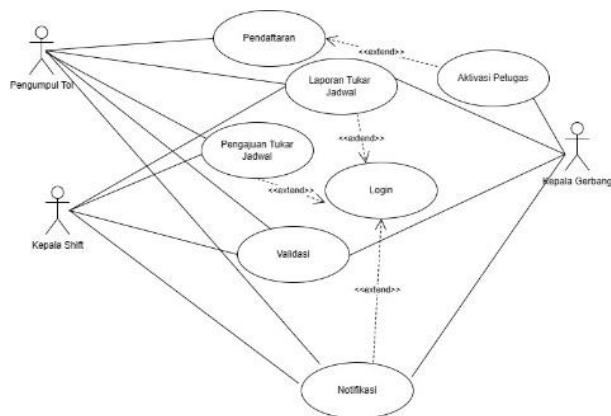 Pendaftaran
<<extend>>
Aktivasi Petugas
Pengumpul Tol
Laporan Tukar
Jadwal
<<extend>>
Pengajuan Tukar
Jadwal
Kepala Gerbang
<<extend>>
Login
Kepala Shift
Validasi
<<extend>>
Notifikasi